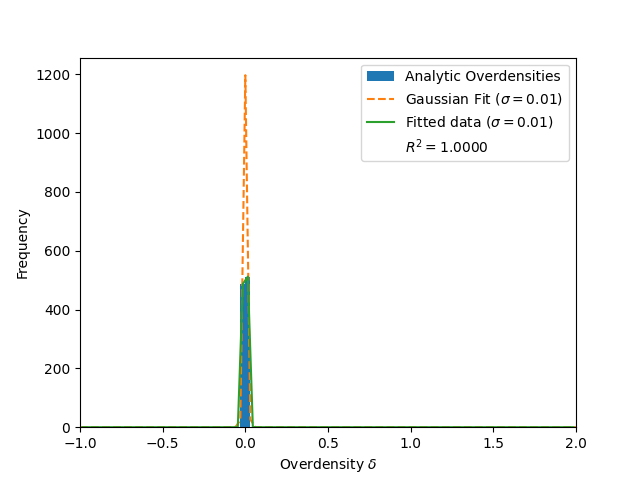 Analytic Overdensities
Gaussian Fit (σ = 0.01)
Fitted data (σ = 0.01)
R² = 1.0000
1200
1000
800
600
400
200
0
Frequency
−1.0 −0.5 0.0 0.5 1.0 1.5 2.0
Overdensity δ